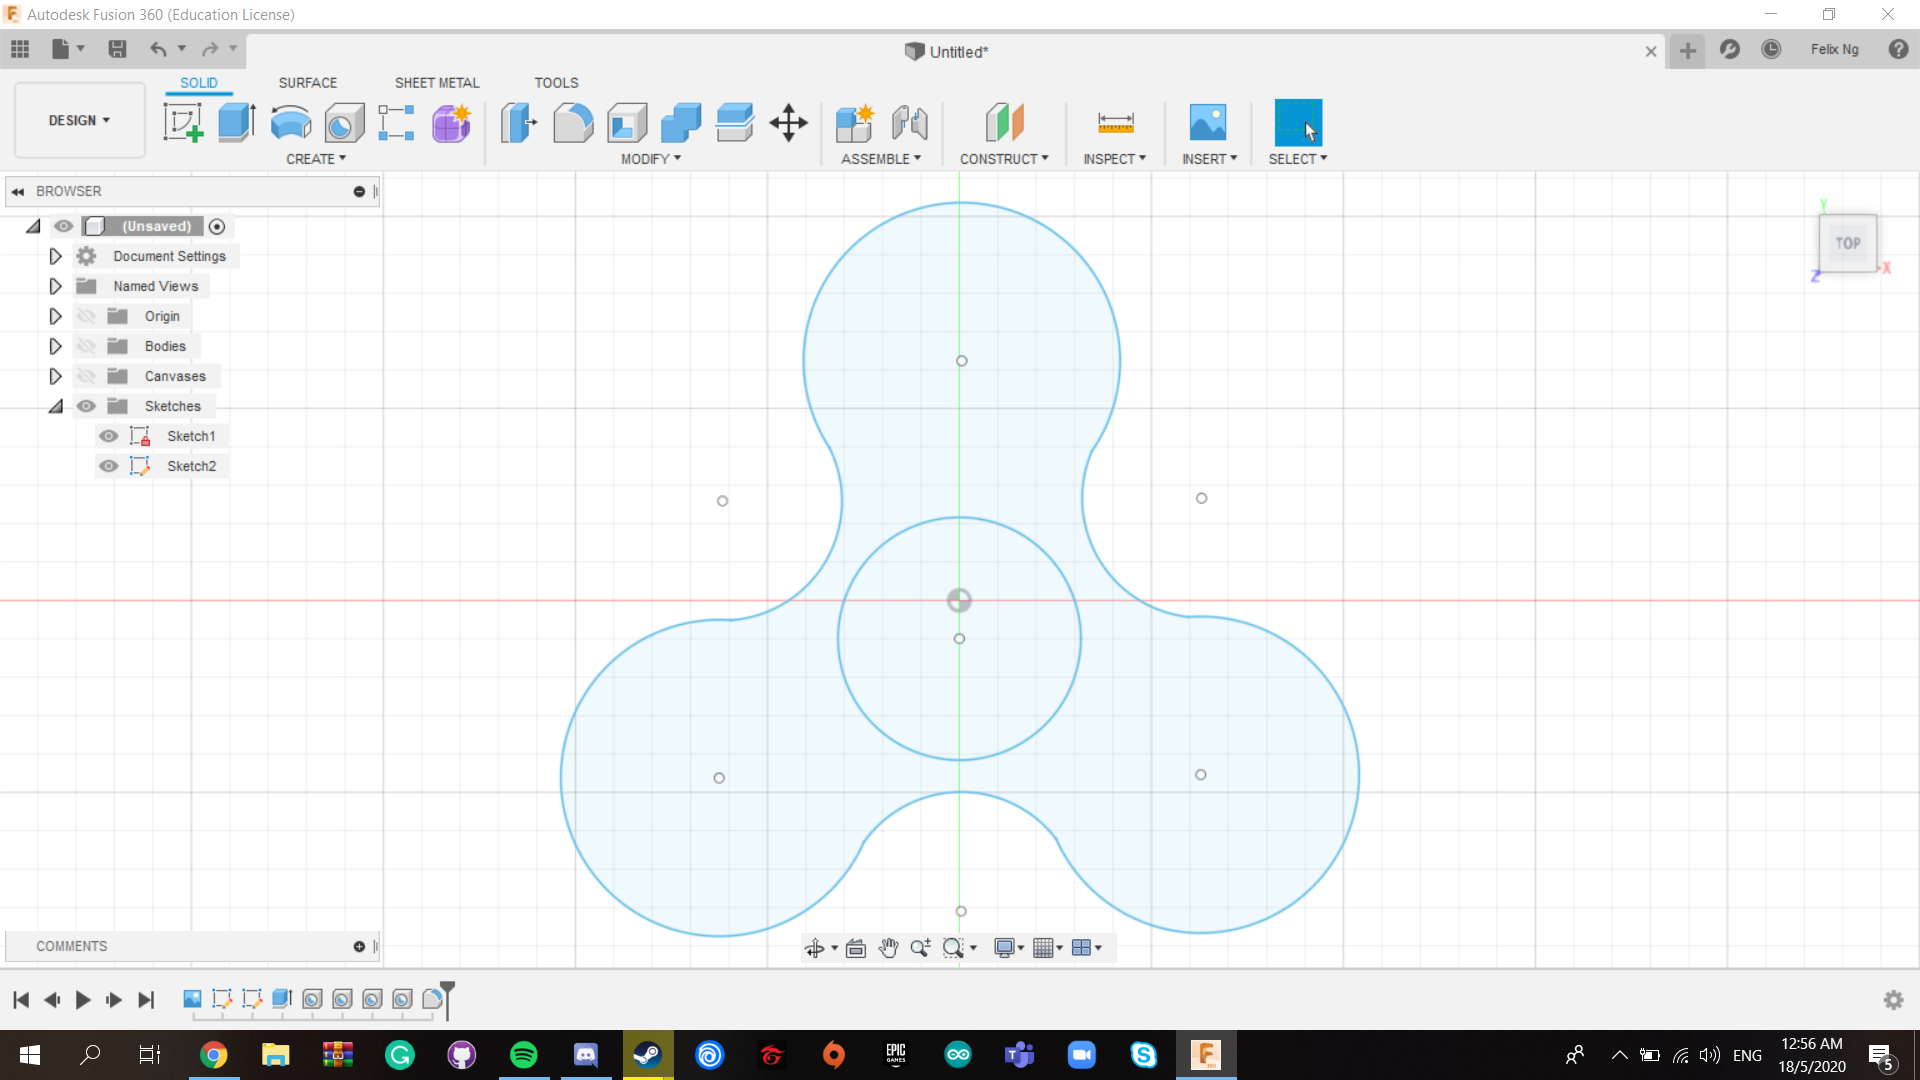 Autodesk Fusion 360 (Education License)
Untitled*
Felix Ng
SOLID SURFACE SHEET METAL TOOLS
DESIGN
CREATE MODIFY ASSEMBLE CONSTRUCT INSPECT INSERT SELECT
BROWSER
(Unsaved)
Document Settings
Named Views
Origin
Bodies
Canvases
Sketches
Sketch1
Sketch2
Y
TOP
X
Z
COMMENTS
EPIC
GAMES
ENG
12:56 AM
18/5/2020
5